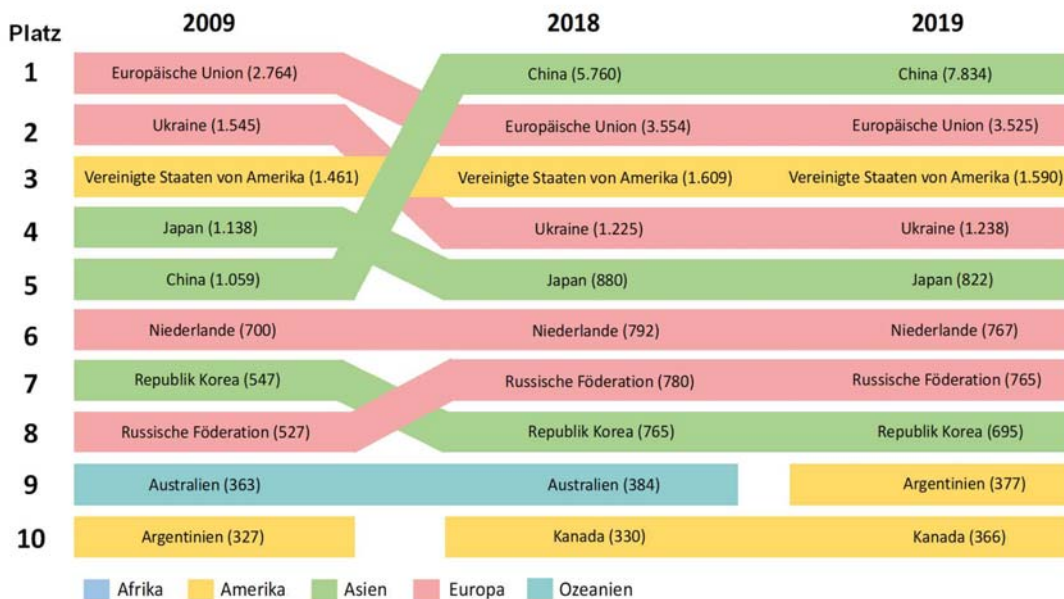 Platz 2009 2018 2019
1 Europäische Union (2.764) China (5.760) China (7.834)
2 Ukraine (1.545) Europäische Union (3.554) Europäische Union (3.525)
3 Vereinigte Staaten von Amerika (1.461) Vereinigte Staaten von Amerika (1.609) Vereinigte Staaten von Amerika (1.590)
4 Japan (1.138) Ukraine (1.225) Ukraine (1.238)
5 China (1.059) Japan (880) Japan (822)
6 Niederlande (700) Niederlande (792) Niederlande (767)
7 Republik Korea (547) Russische Föderation (780) Russische Föderation (765)
8 Russische Föderation (527) Republik Korea (765) Republik Korea (695)
9 Australien (363) Australien (384) Argentinien (377)
10 Argentinien (327) Kanada (330) Kanada (366)
Afrika Amerika Asien Europa Ozeanien